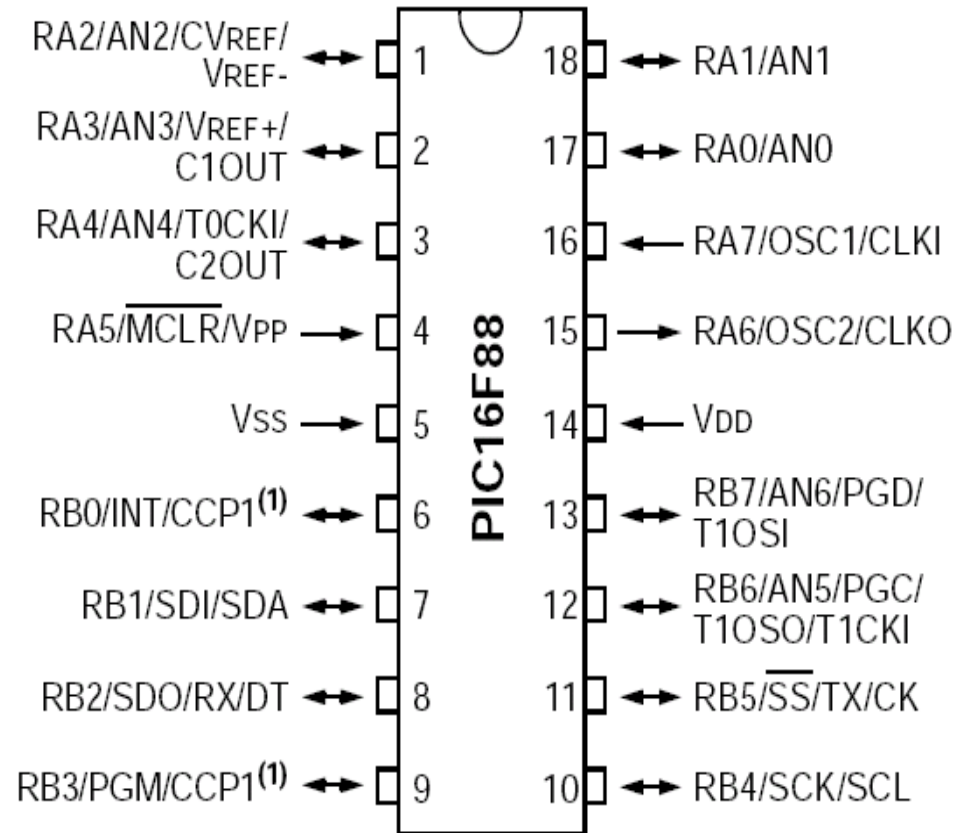 RA2/AN2/CVREF/
VREF-
1
18
RA1/AN1
RA3/AN3/VREF+/
C1OUT
2
17
RA0/AN0
RA4/AN4/T0CKI/
C2OUT
3
16
RA7/OSC1/CLKI
RA5/MCLR/VPP
4
15
RA6/OSC2/CLKO
VSS
5
14
VDD
RB0/INT/CCP1(1)
6
13
RB7/AN6/PGD/
T1OSI
RB1/SDI/SDA
7
12
RB6/AN5/PGC/
T1OSO/T1CKI
RB2/SDO/RX/DT
8
11
RB5/SS/TX/CK
RB3/PGM/CCP1(1)
9
10
RB4/SCK/SCL
PIC16F88